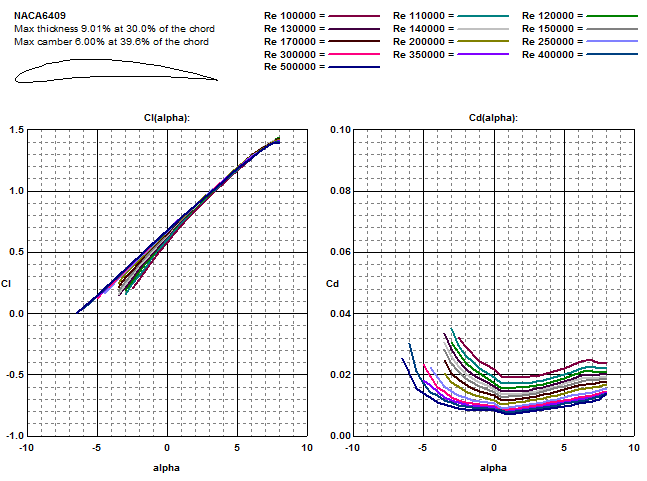 NACA6409
Max thickness 9.01% at 30.0% of the chord
Max camber 6.00% at 39.6% of the chord
Re 100000 = Re 110000 = Re 120000 =
Re 130000 = Re 140000 = Re 150000 =
Re 170000 = Re 200000 = Re 250000 =
Re 300000 = Re 350000 = Re 400000 =
Re 500000 =
Cl(alpha):
1.5
1.0
0.5
Cl
0.0
-0.5
-1.0
-10 -5 0 5 10
alpha
Cd(alpha):
0.10
0.08
0.06
Cd
0.04
0.02
0.00
-10 -5 0 5 10
alpha